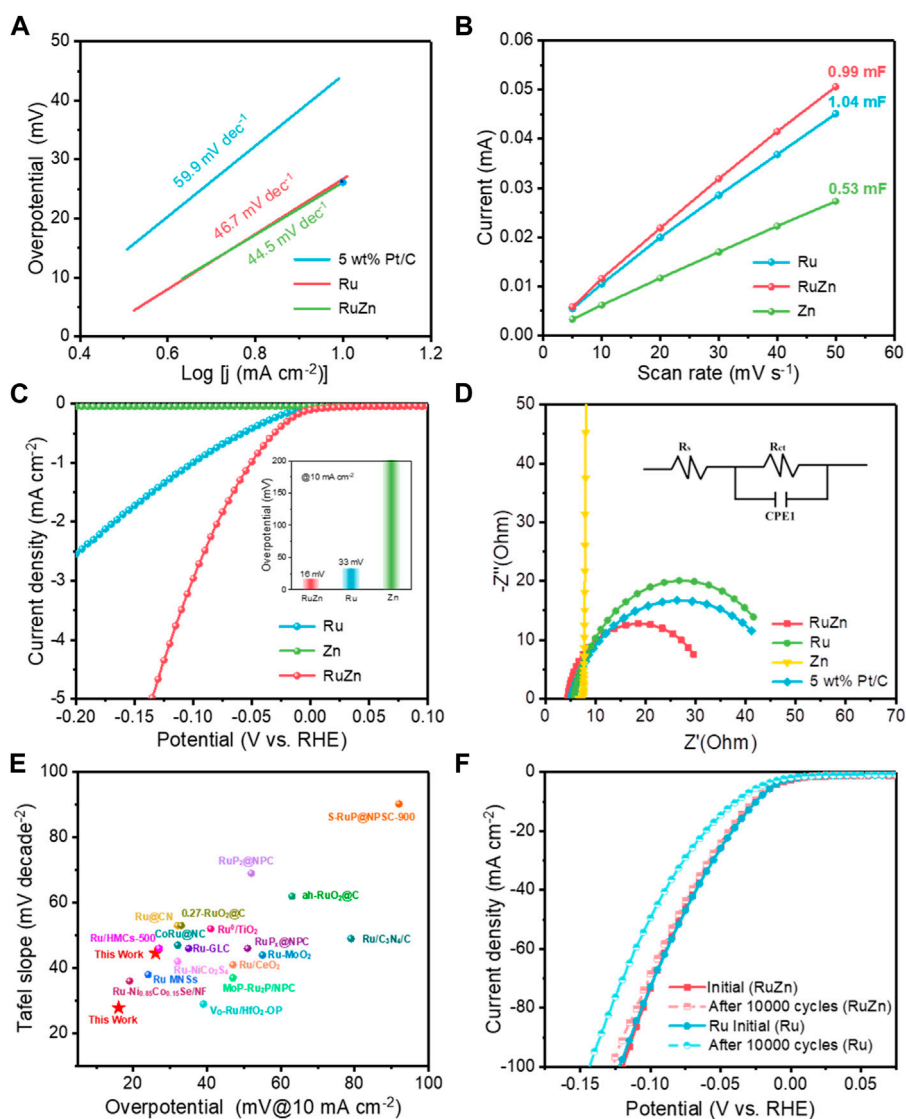 A
Overpotential (mV)
50
40
30
20
10
0
59.9 mV dec⁻¹
46.7 mV dec⁻¹
44.5 mV dec⁻¹
5 wt% Pt/C
Ru
RuZn
0.4 0.6 0.8 1.0 1.2
Log [j (mA cm⁻²)]
B
Current (mA)
0.06
0.05
0.04
0.03
0.02
0.01
0.00
0.99 mF
1.04 mF
0.53 mF
Ru
RuZn
Zn
0 10 20 30 40 50 60
Scan rate (mV s⁻¹)
C
Current density (mA cm⁻²)
0
-1
-2
-3
-4
-5
Overpotential (mV)
200
150
100
50
0
@10 mA cm⁻²
16 mV
33 mV
RuZn Ru Zn
Ru
Zn
RuZn
-0.20 -0.15 -0.10 -0.05 0.00 0.05 0.10
Potential (V vs. RHE)
D
-Z''(Ohm)
50
40
30
20
10
0
Rs
Rct
CPE1
RuZn
Ru
Zn
5 wt% Pt/C
0 10 20 30 40 50 60 70
Z'(Ohm)
E
Tafel slope (mV decade⁻²)
100
80
60
40
20
S-RuP@NPSC-900
RuP₂@NPC
ah-RuO₂@C
Ru@CN
0.27-RuO₂@C
Ru⁰/TiO₂
Ru/HMCs-500
CoRu@NC
Ru-GLC
RuPₓ@NPC
Ru/C₃N₄/C
This Work
Ru-MoO₂
Ru-NiCo₂S₄
Ru/CeO₂
Ru MNSs
MoP-Ru₂P/NPC
Ru-Ni₀.₈₅Co₀.₁₅Se/NF
V₀-Ru/HfO₂-OP
This Work
0 20 40 60 80 100
Overpotential (mV@10 mA cm⁻²)
F
Current density (mA cm⁻²)
0
-20
-40
-60
-80
-100
Initial (RuZn)
After 10000 cycles (RuZn)
Ru Initial (Ru)
After 10000 cycles (Ru)
-0.15 -0.10 -0.05 0.00 0.05
Potential (V vs. RHE)